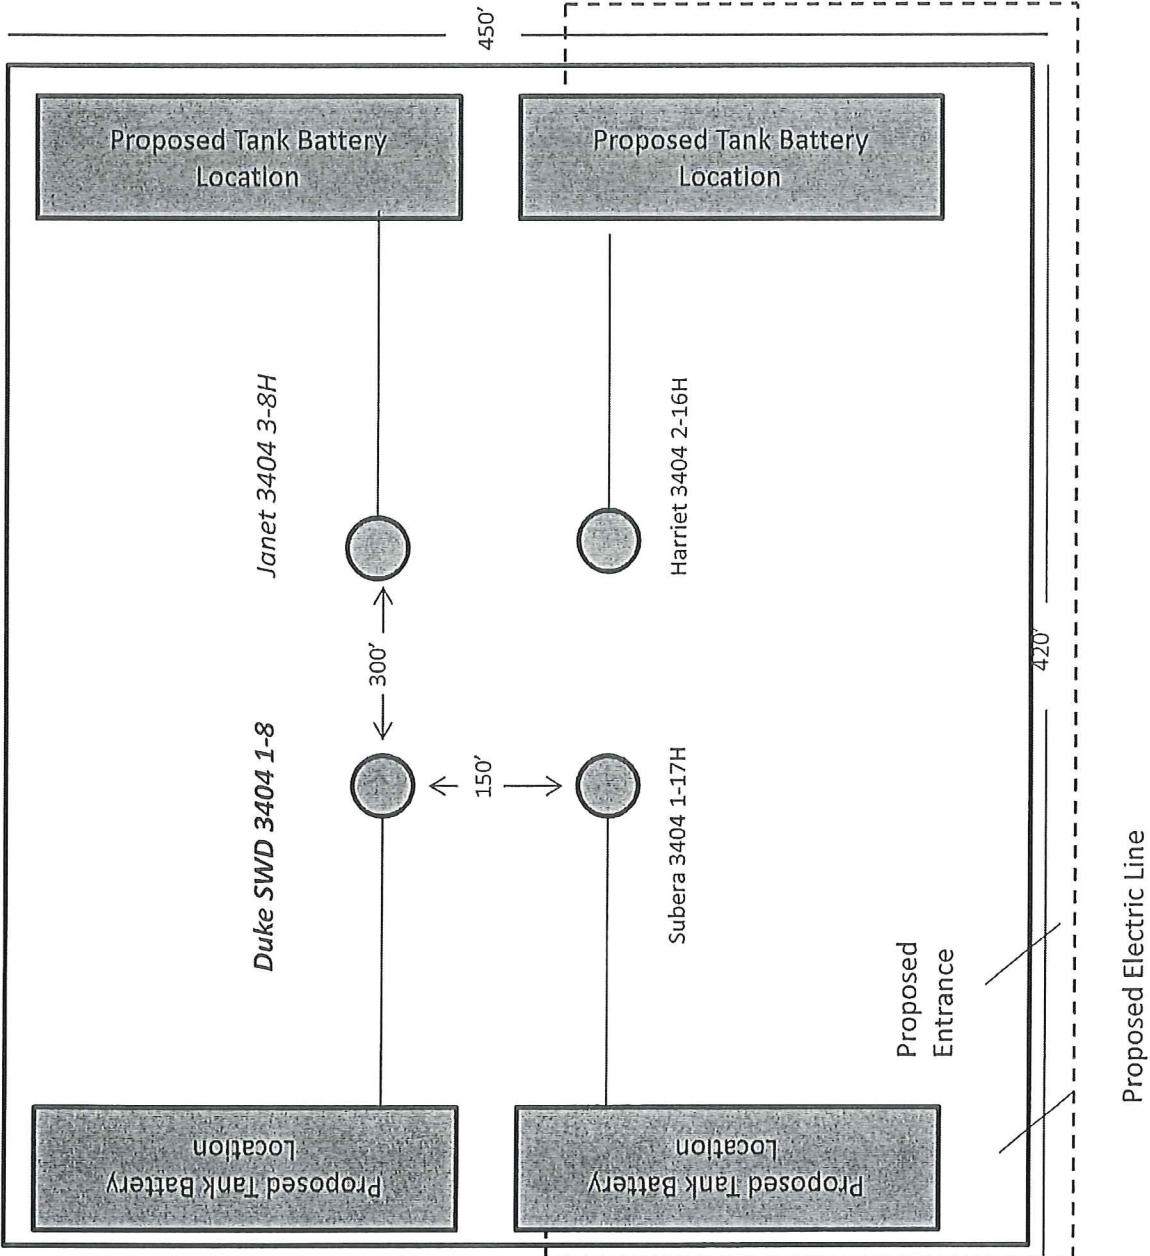 450'
Proposed Tank Battery
Location
Proposed Tank Battery
Location
Janet 3404 3-8H
Harriet 3404 2-16H
300'
420'
Duke SWD 3404 1-8
150'
Subera 3404 1-17H
Proposed
Entrance
Proposed Electric Line
Proposed Tank Battery
Location
Proposed Tank Battery
Location